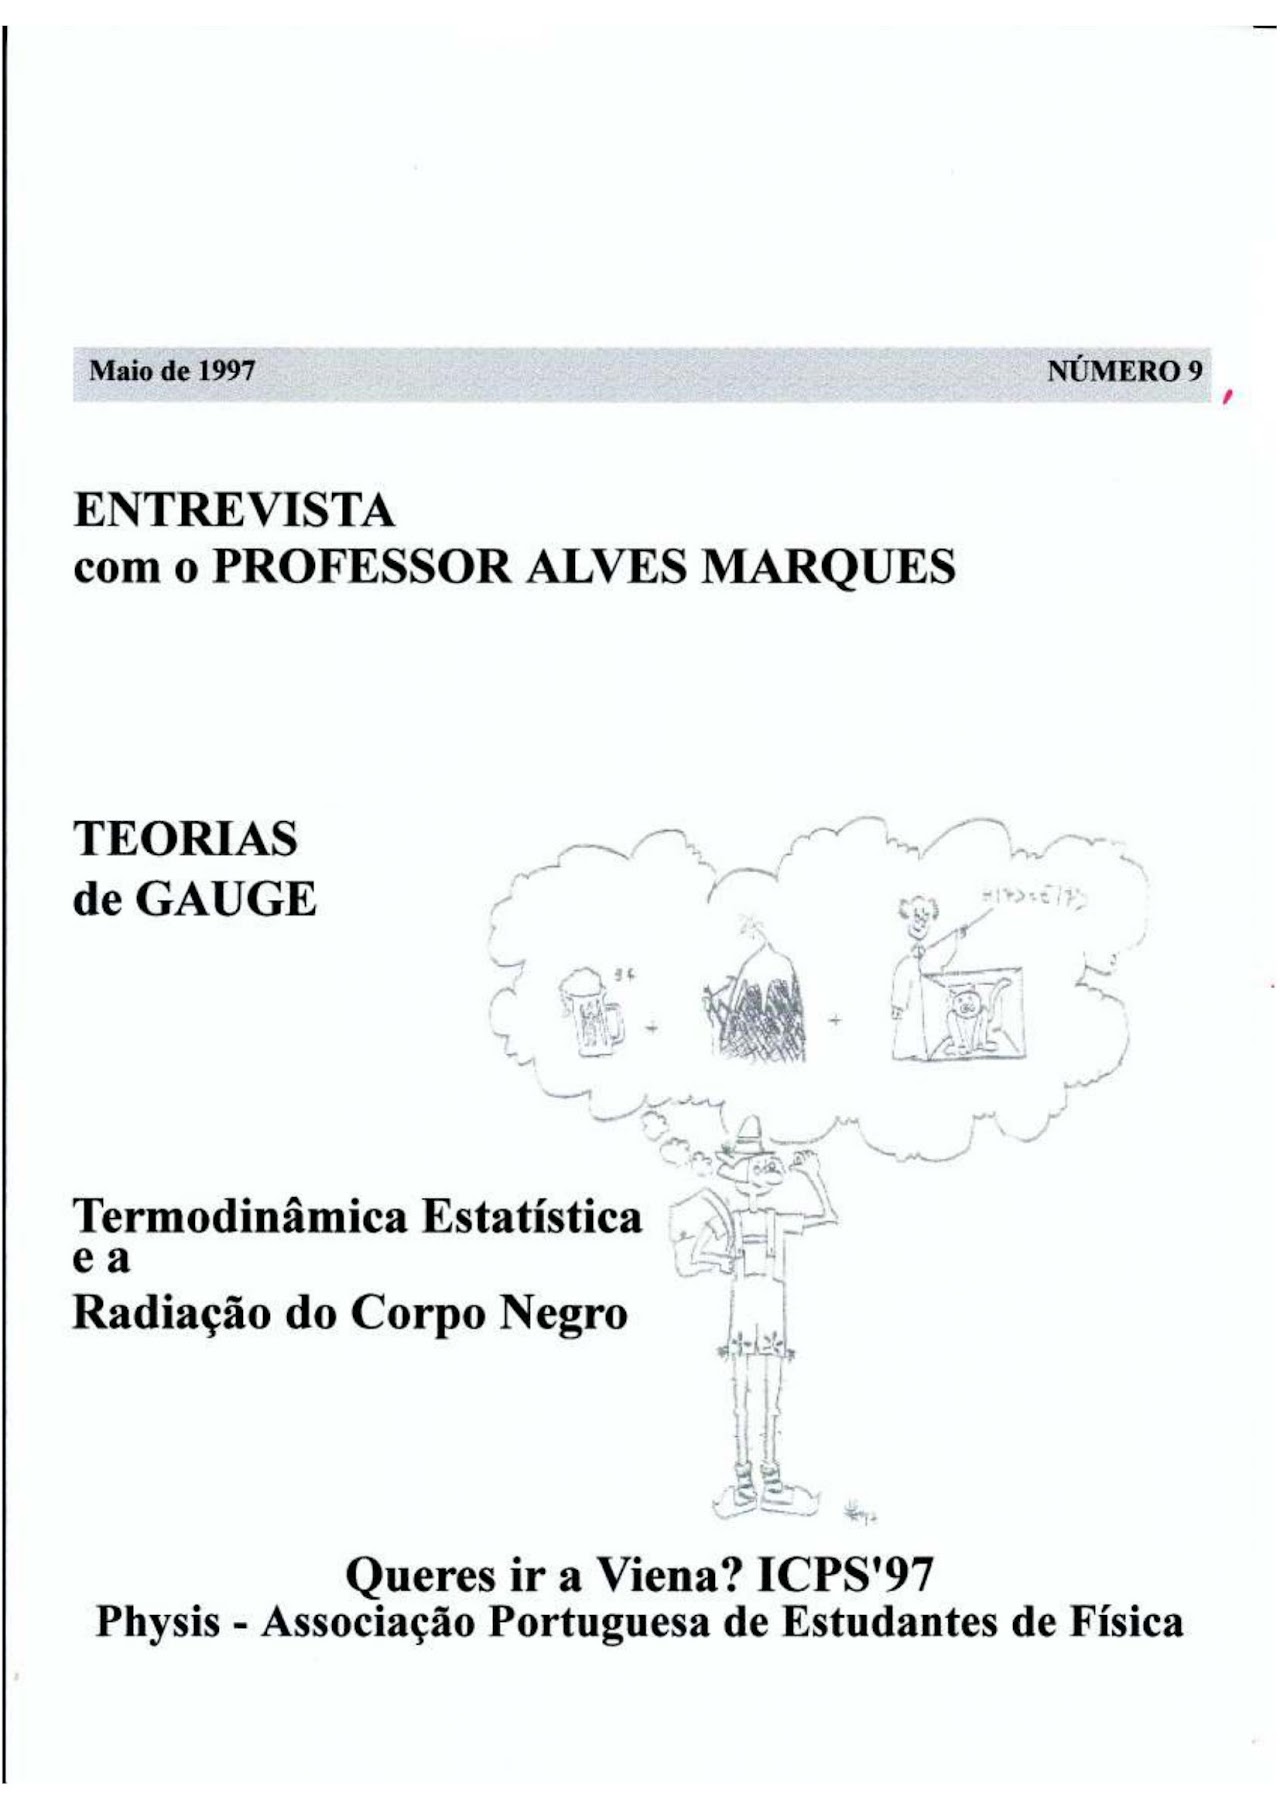 Maio de 1997
NÚMERO 9
ENTREVISTA
com o PROFESSOR ALVES MARQUES
TEORIAS
de GAUGE
Termodinâmica Estatística
e a
Radiação do Corpo Negro
Queres ir a Viena? ICPS'97
Physis - Associação Portuguesa de Estudantes de Física